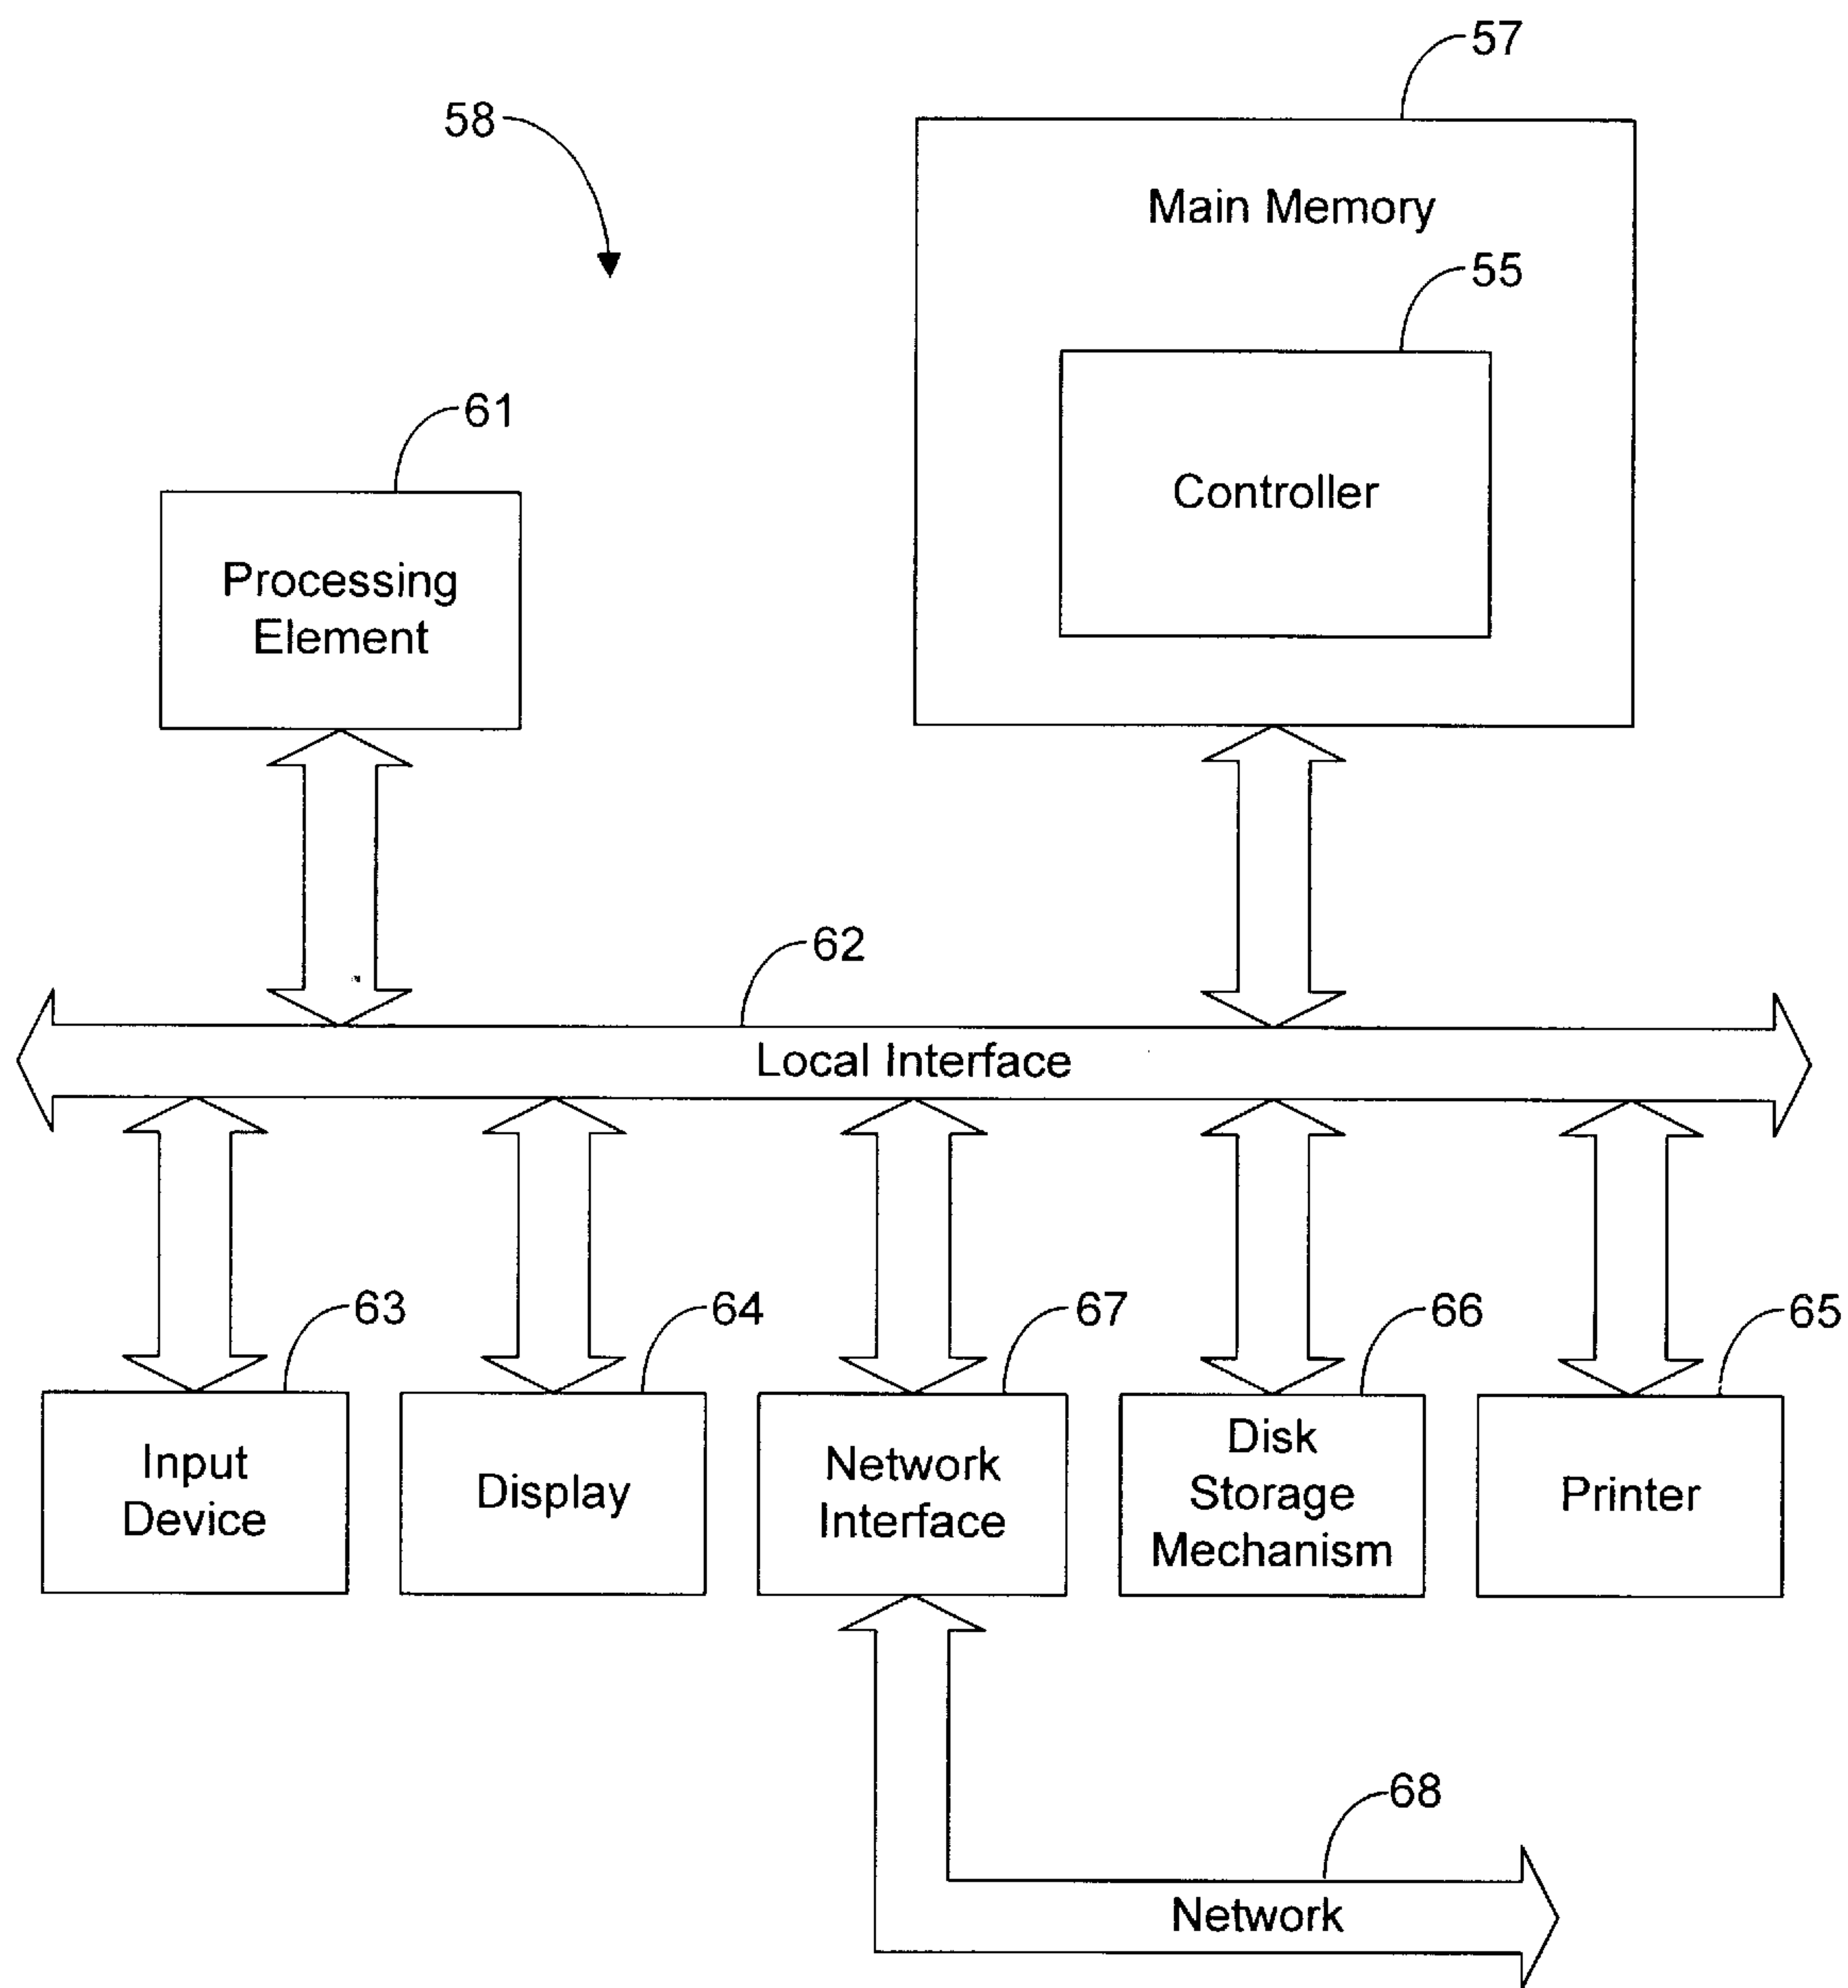 57
58
Main Memory
55
61
Controller
Processing
Element
62
Local Interface
63
64
67
66
65
Input
Device
Display
Network
Interface
Disk
Storage
Mechanism
Printer
68
Network